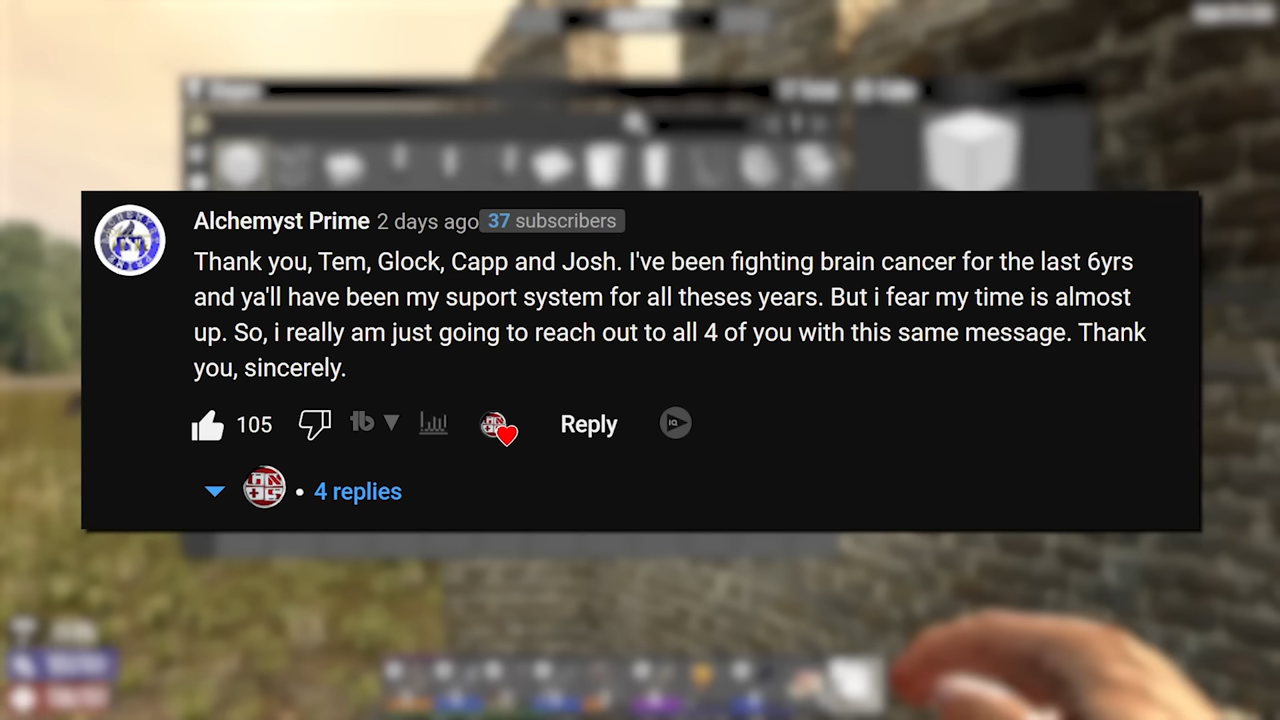 Alchemyst Prime 2 days ago 37 subscribers
Thank you, Tem, Glock, Capp and Josh. I've been fighting brain cancer for the last 6yrs
and ya'll have been my suport system for all theses years. But i fear my time is almost
up. So, i really am just going to reach out to all 4 of you with this same message. Thank
you, sincerely.
105 Reply
• 4 replies